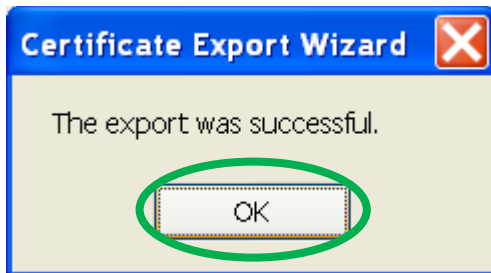 Certificate Export Wizard
The export was successful.
OK